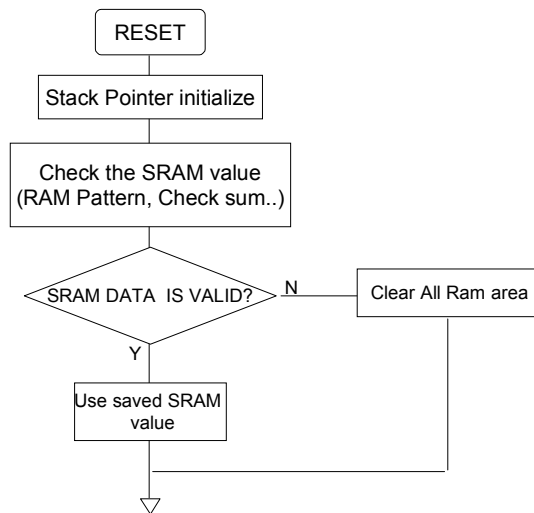 RESET
Stack Pointer initialize
Check the SRAM value
(RAM Pattern, Check sum..)
SRAM DATA IS VALID?
N
Clear All Ram area
Y
Use saved SRAM
value